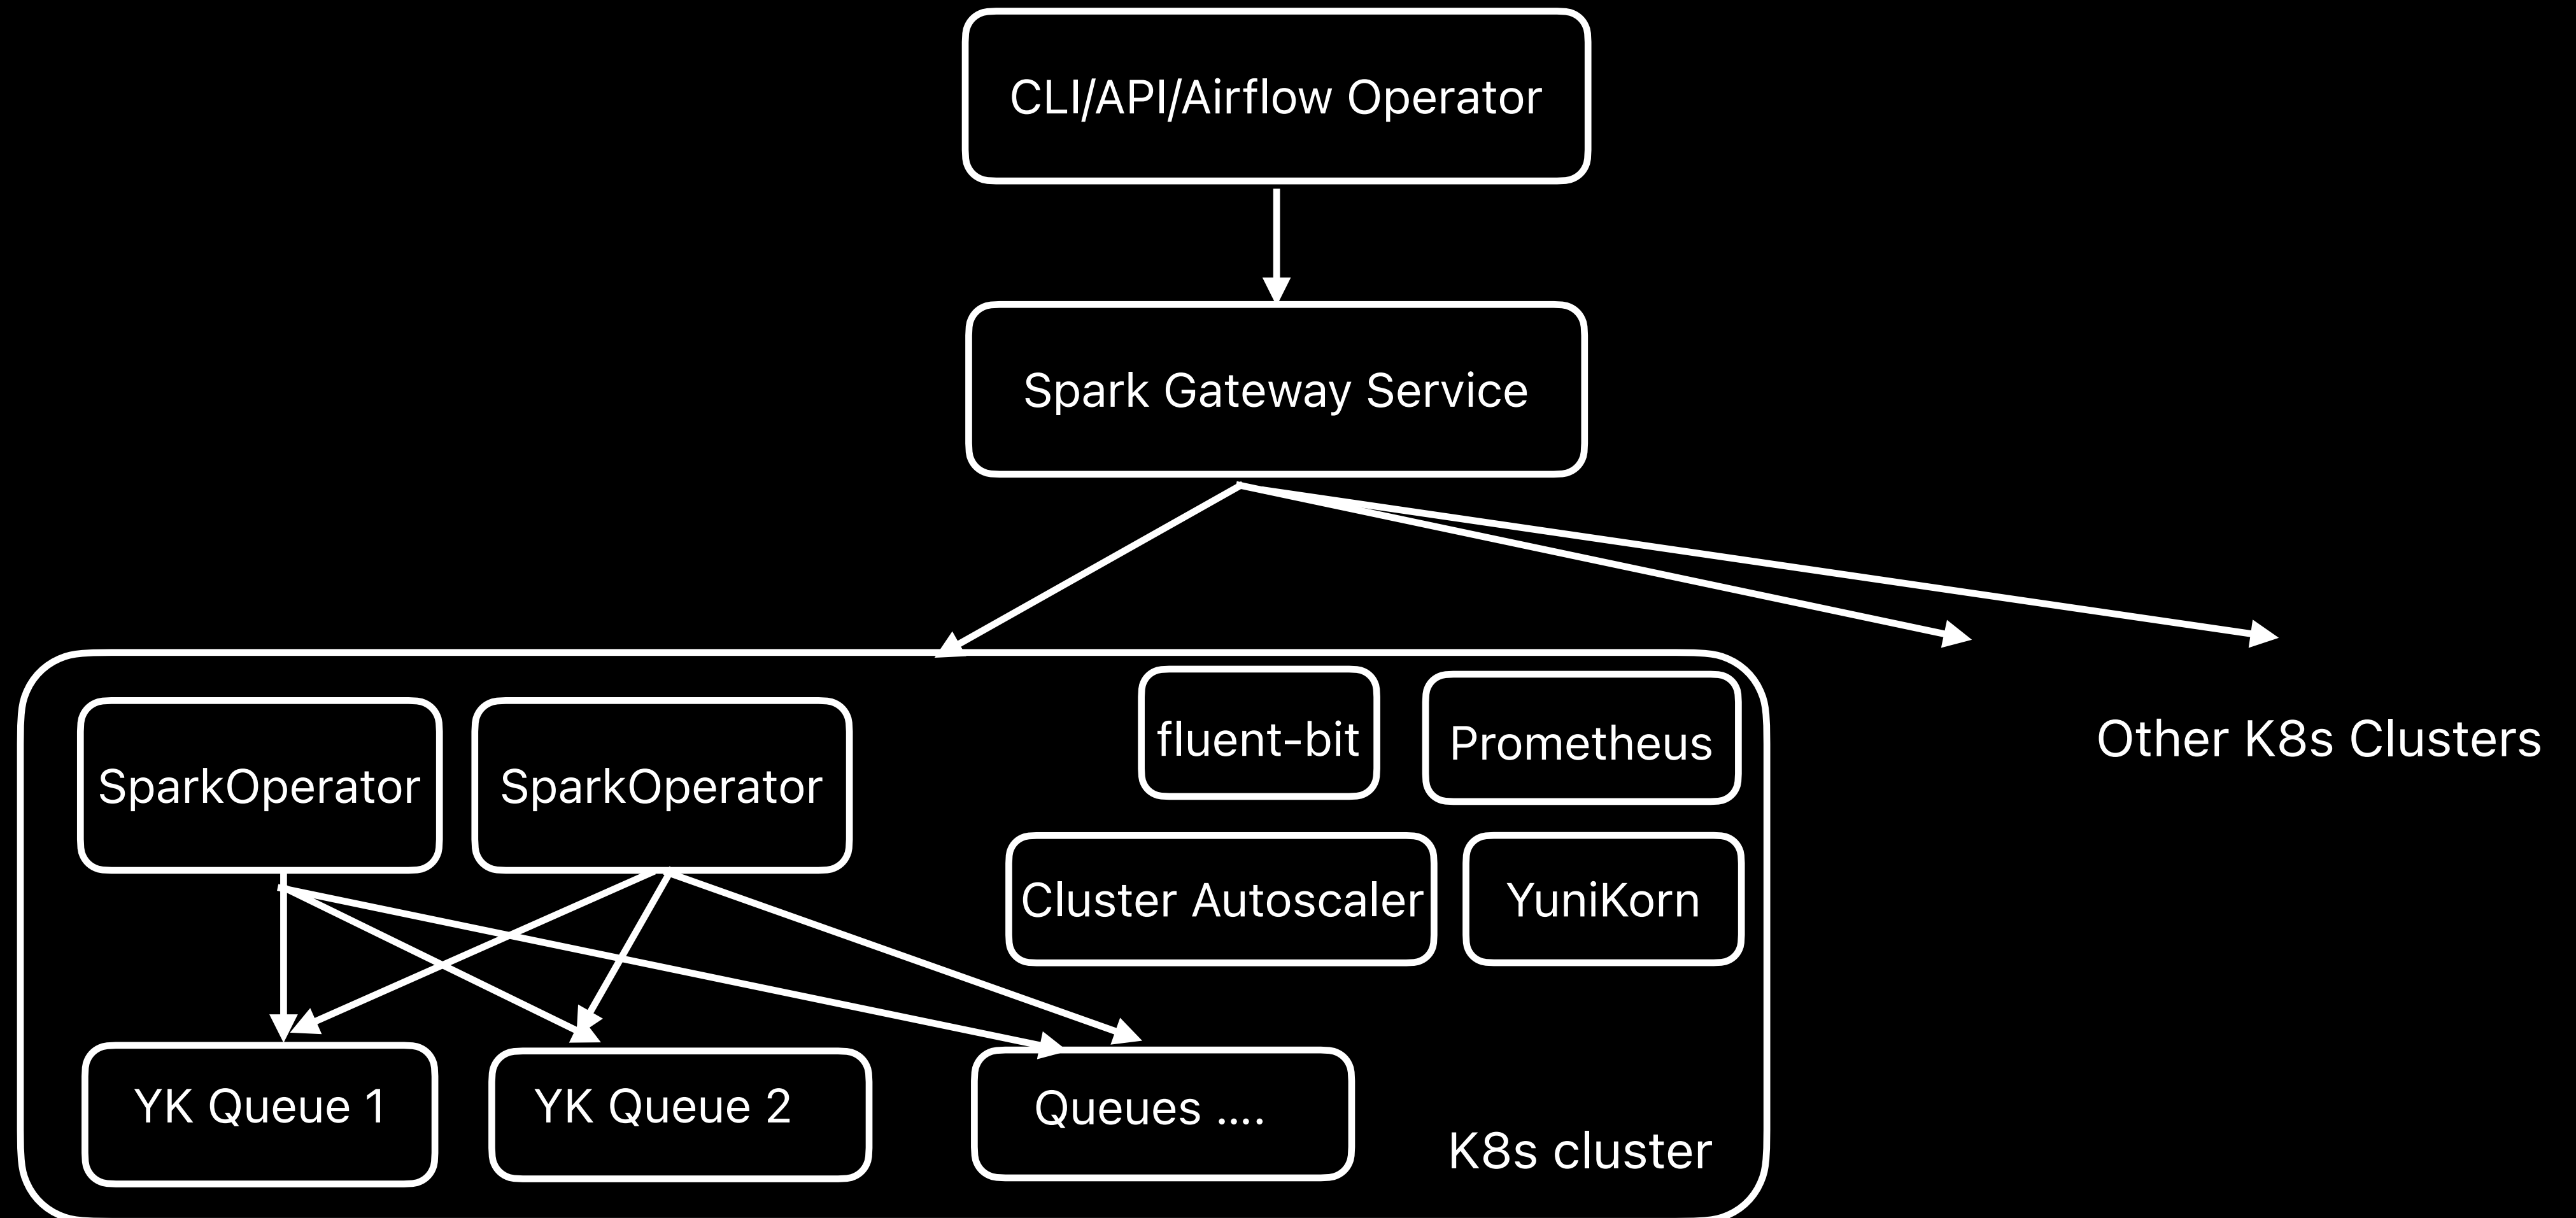 CLI/API/Airflow Operator
Spark Gateway Service
fluent-bit
Prometheus
Other K8s Clusters
SparkOperator
SparkOperator
Cluster Autoscaler
YuniKorn
YK Queue 1
YK Queue 2
Queues ....
K8s cluster